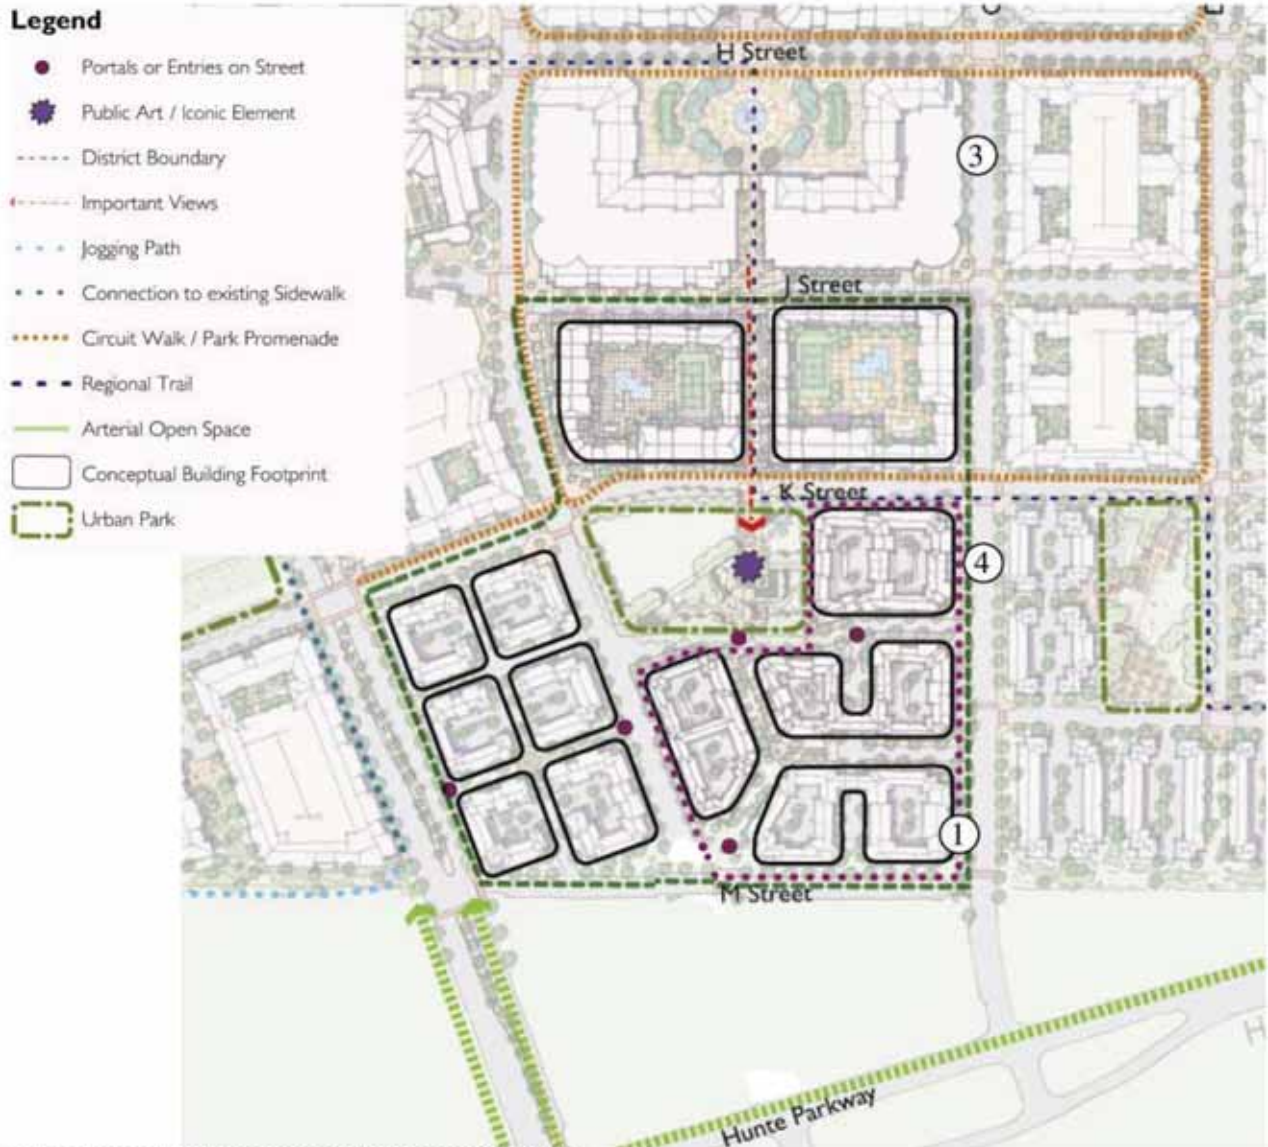 Legend
Portals or Entries on Street
Public Art / Iconic Element
District Boundary
Important Views
Jogging Path
Connection to existing Sidewalk
Circuit Walk / Park Promenade
Regional Trail
Arterial Open Space
Conceptual Building Footprint
Urban Park
H Street
3
J Street
K Street
4
1
M Street
Hunte Parkway
H